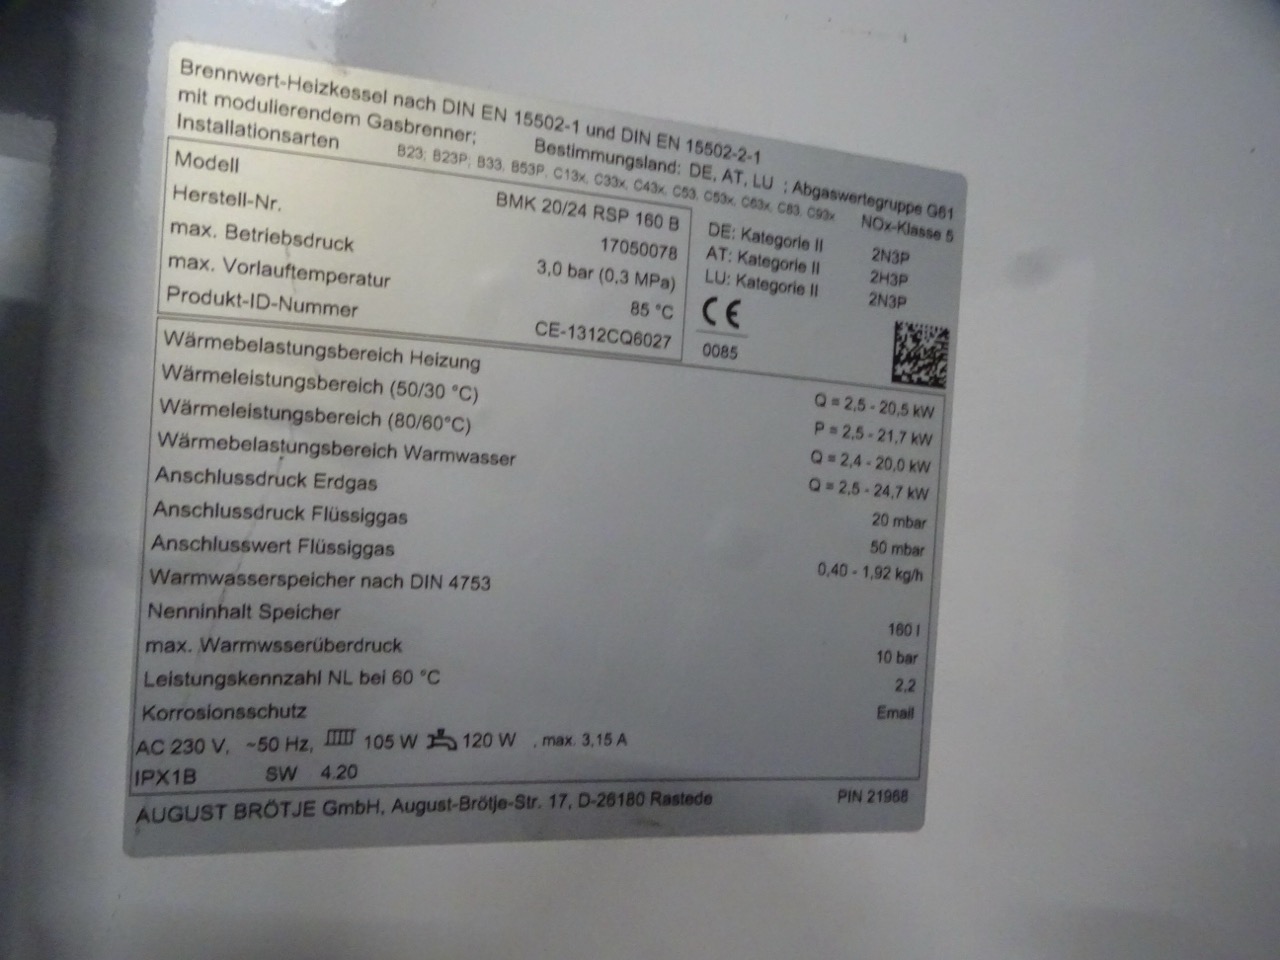 Brennwert-Heizkessel nach DIN EN 15502-1 und DIN EN 15502-2-1
mit modulierendem Gasbrenner; Bestimmungsland: DE, AT, LU ; Abgaswertegruppe G61
Installationsarten B23; B23P; B33, B53P, C13x, C33x, C43x, C53, C53x, C63x, C83, C93x NOx-Klasse 5
Modell BMK 20/24 RSP 160 B
Herstell-Nr. 17050078
max. Betriebsdruck 3,0 bar (0,3 MPa)
max. Vorlauftemperatur 85 °C
Produkt-ID-Nummer CE-1312CQ6027
DE: Kategorie II 2N3P
AT: Kategorie II 2H3P
LU: Kategorie II 2N3P
CE
0085
Wärmebelastungsbereich Heizung Q = 2,5 - 20,5 kW
Wärmeleistungsbereich (50/30 °C) P = 2,5 - 21,7 kW
Wärmeleistungsbereich (80/60°C) Q = 2,4 - 20,0 kW
Wärmebelastungsbereich Warmwasser Q = 2,5 - 24,7 kW
Anschlussdruck Erdgas 20 mbar
Anschlussdruck Flüssiggas 50 mbar
Anschlusswert Flüssiggas 0,40 - 1,92 kg/h
Warmwasserspeicher nach DIN 4753
Nenninhalt Speicher 160 l
max. Warmwsserüberdruck 10 bar
Leistungskennzahl NL bei 60 °C 2,2
Korrosionsschutz Email
AC 230 V, ~50 Hz, 105 W 120 W , max. 3,15 A
IPX1B SW 4.20
AUGUST BRÖTJE GmbH, August-Brötje-Str. 17, D-26180 Rastede PIN 21968